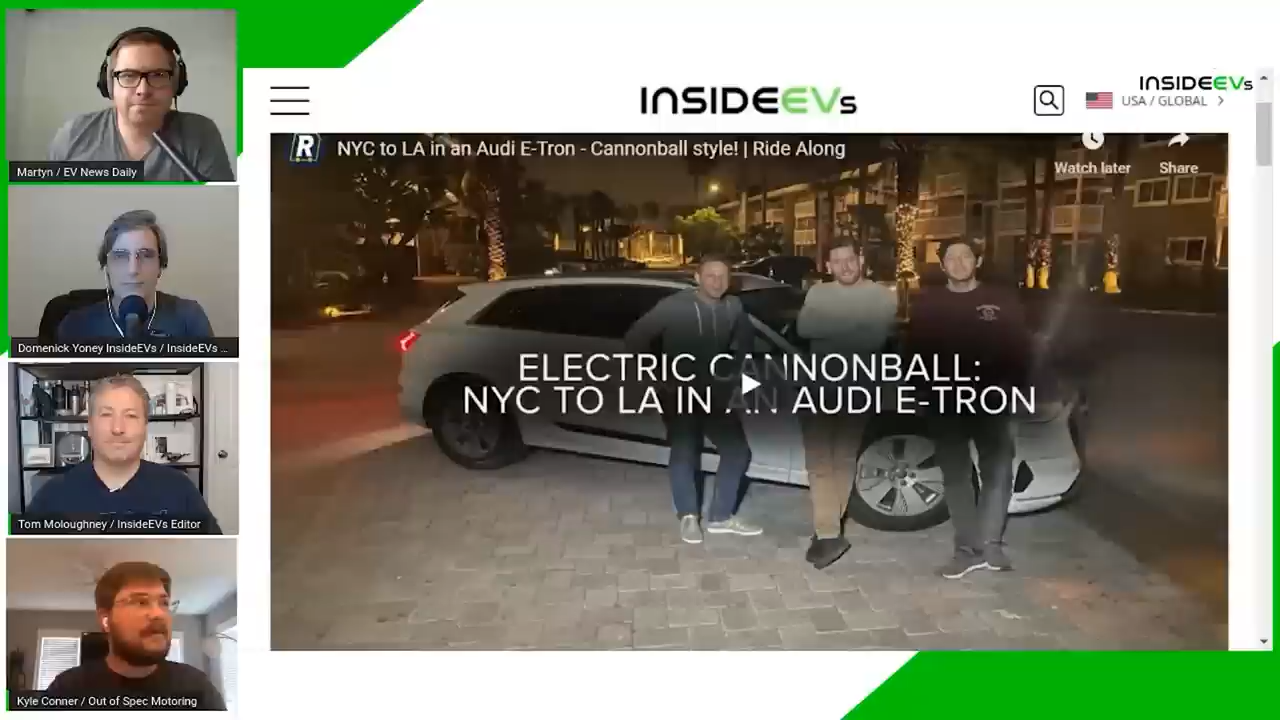 Martyn / EV News Daily
Domenick Yoney InsideEVs / InsideEVs ...
Tom Moloughney / InsideEVs Editor
Kyle Conner / Out of Spec Motoring
INSIDEEVs
INSIDEEVs
USA / GLOBAL
R
NYC to LA in an Audi E-Tron - Cannonball style! | Ride Along
Watch later
Share
ELECTRIC CANNONBALL:
NYC TO LA IN AN AUDI E-TRON